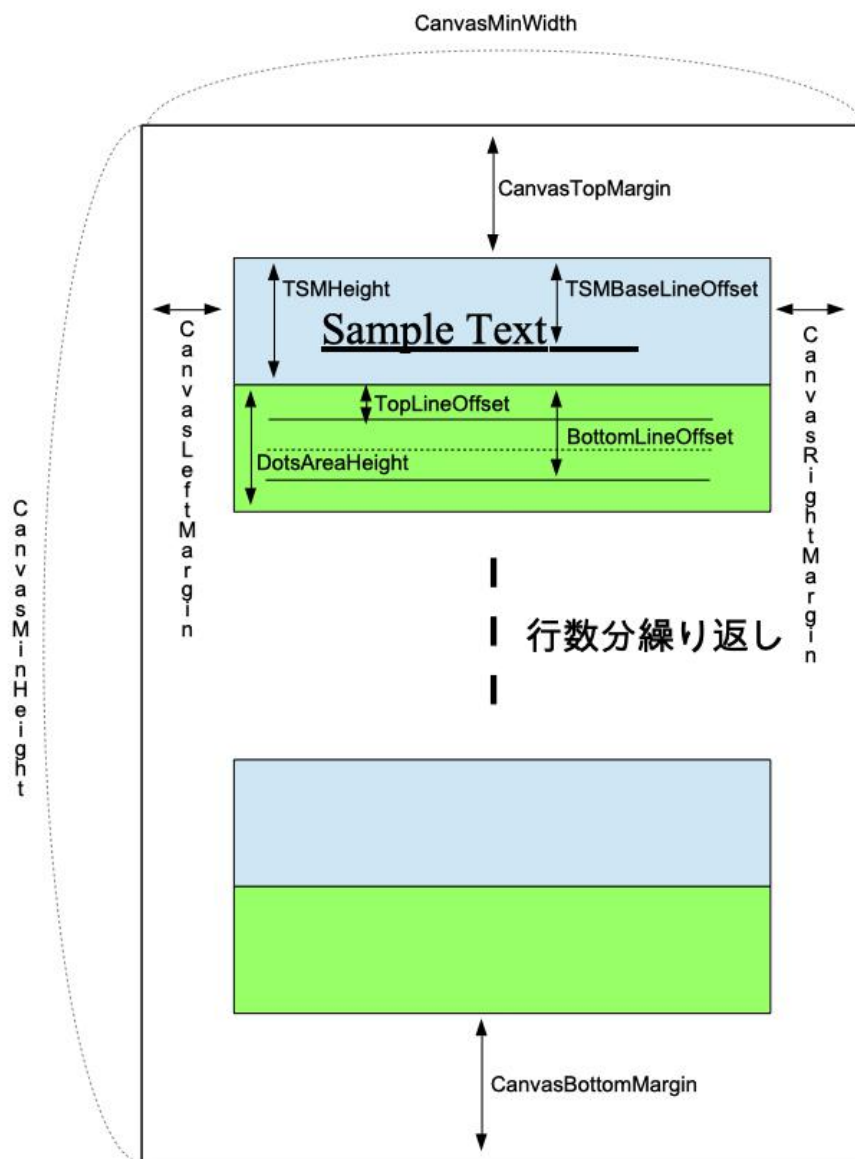 CanvasMinWidth
CanvasTopMargin
TSMHeight
TSMBaseLineOffset
Sample Text
CanvasLeftMargin
CanvasRightMargin
TopLineOffset
BottomLineOffset
DotsAreaHeight
CanvasMinHeight
行数分繰り返し
CanvasBottomMargin